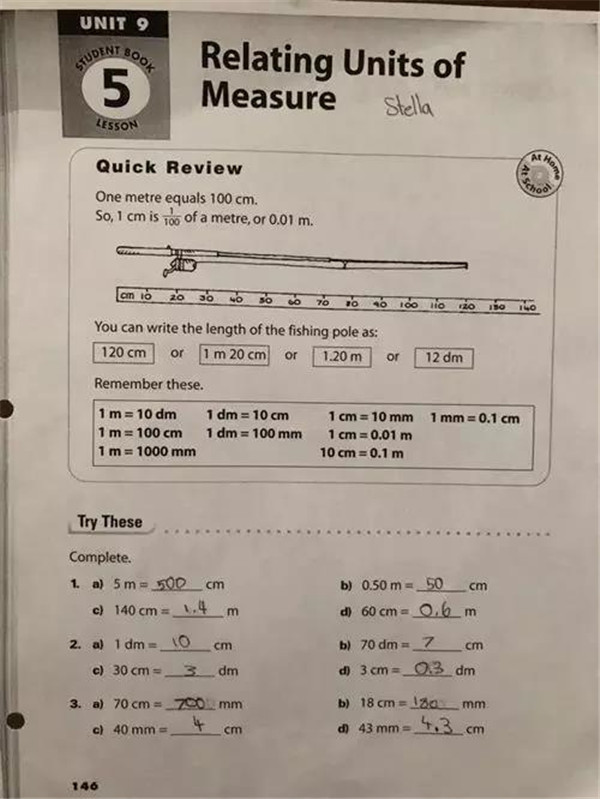 UNIT 9
STUDENT BOOK
5
LESSON
Relating Units of
Measure
Stella
Quick Review
At Home
At School
One metre equals 100 cm.
So, 1 cm is 1/100 of a metre, or 0.01 m.
cm 10 20 30 40 50 60 70 80 90 100 110 120 130 140
You can write the length of the fishing pole as:
120 cm or 1 m 20 cm or 1.20 m or 12 dm
Remember these.
1 m = 10 dm 1 dm = 10 cm 1 cm = 10 mm 1 mm = 0.1 cm
1 m = 100 cm 1 dm = 100 mm 1 cm = 0.01 m
1 m = 1000 mm 10 cm = 0.1 m
Try These
Complete.
1. a) 5 m = 500 cm b) 0.50 m = 50 cm
c) 140 cm = 1.4 m d) 60 cm = 0.6 m
2. a) 1 dm = 10 cm b) 70 dm = 7 cm
c) 30 cm = 3 dm d) 3 cm = 0.3 dm
3. a) 70 cm = 700 mm b) 18 cm = 180 mm
c) 40 mm = 4 cm d) 43 mm = 4.3 cm
146